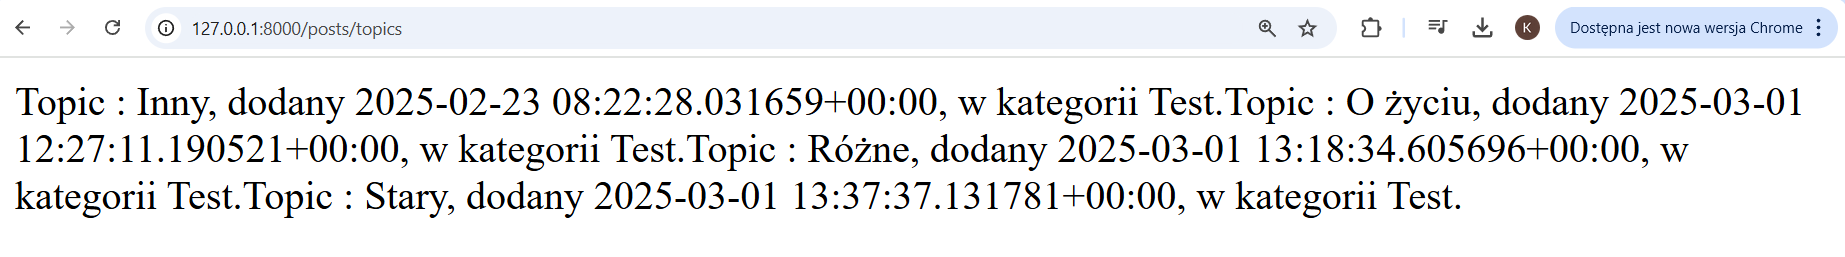 127.0.0.1:8000/posts/topics
K
Dostępna jest nowa wersja Chrome
Topic : Inny, dodany 2025-02-23 08:22:28.031659+00:00, w kategorii Test.Topic : O życiu, dodany 2025-03-01
12:27:11.190521+00:00, w kategorii Test.Topic : Różne, dodany 2025-03-01 13:18:34.605696+00:00, w
kategorii Test.Topic : Stary, dodany 2025-03-01 13:37:37.131781+00:00, w kategorii Test.